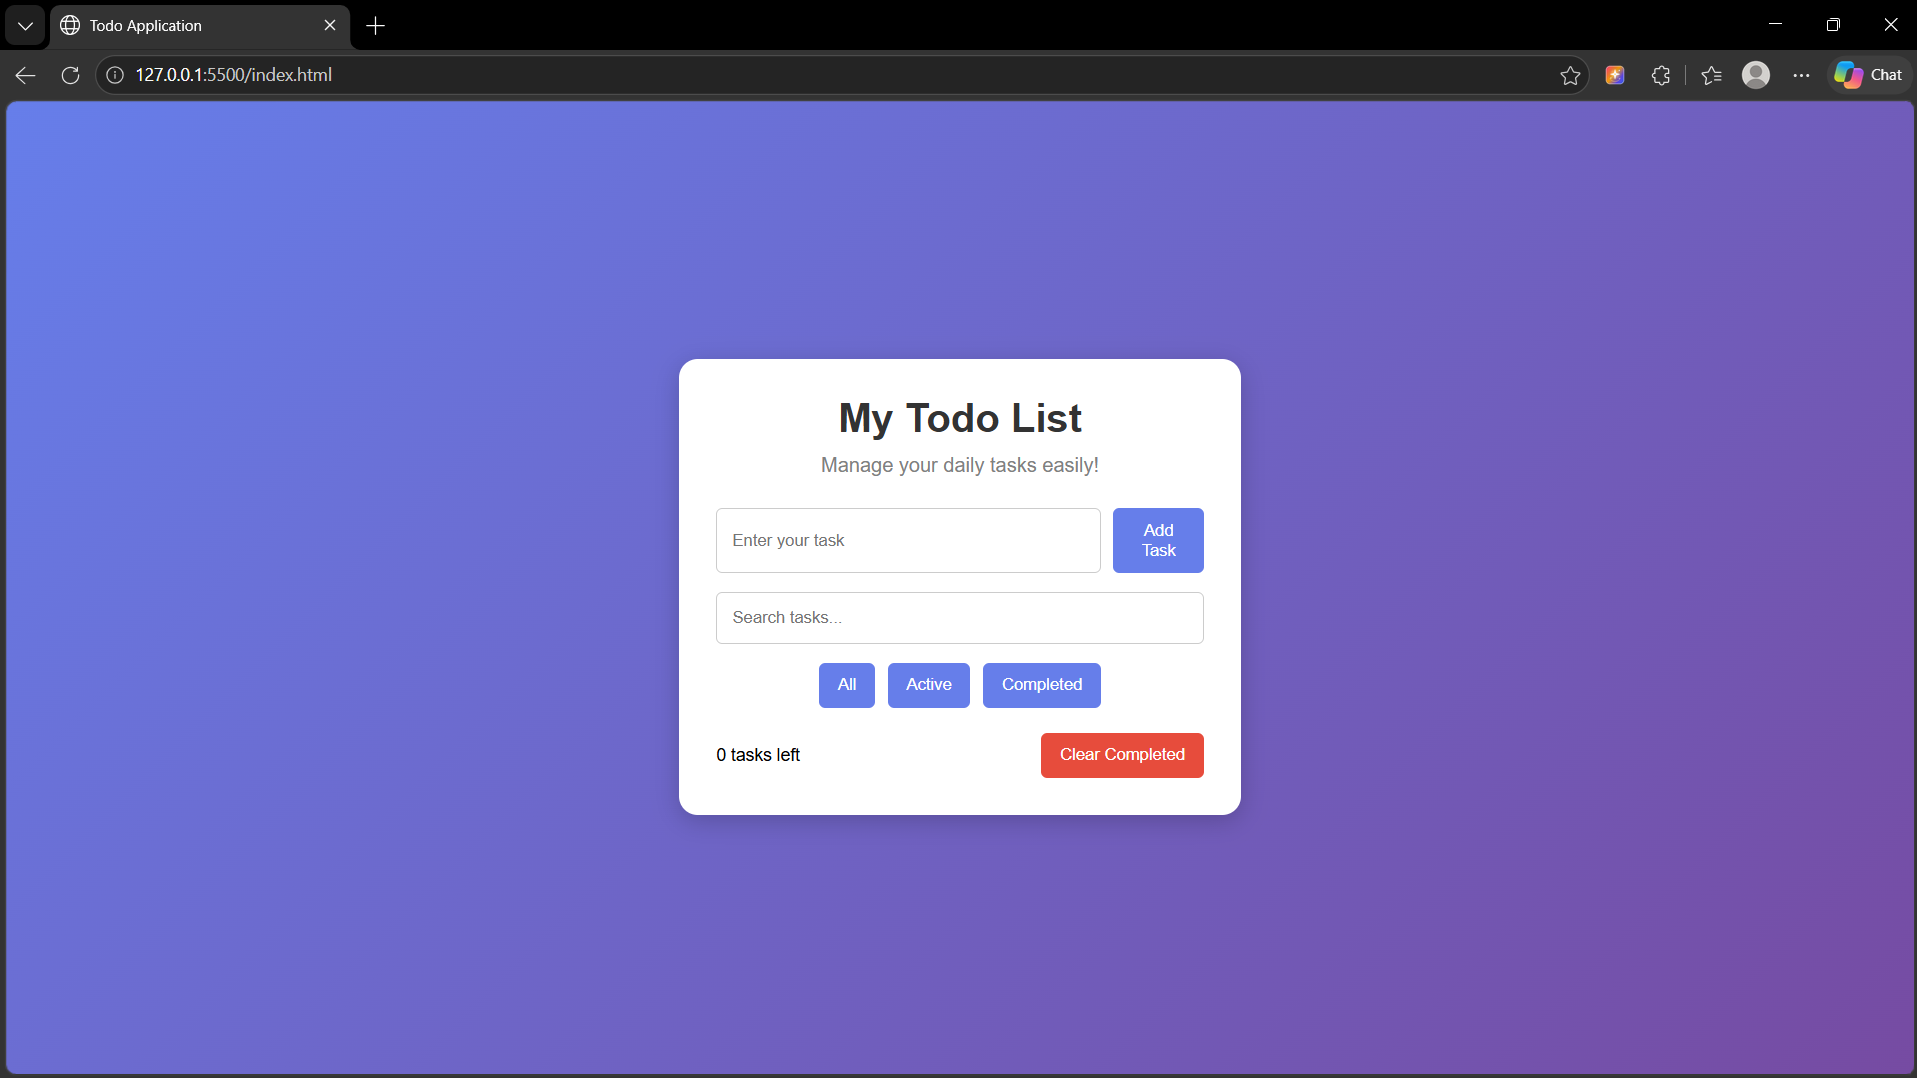 Todo Application
127.0.0.1:5500/index.html
Chat
My Todo List
Manage your daily tasks easily!
Enter your task
Add
Task
Search tasks...
All
Active
Completed
0 tasks left
Clear Completed